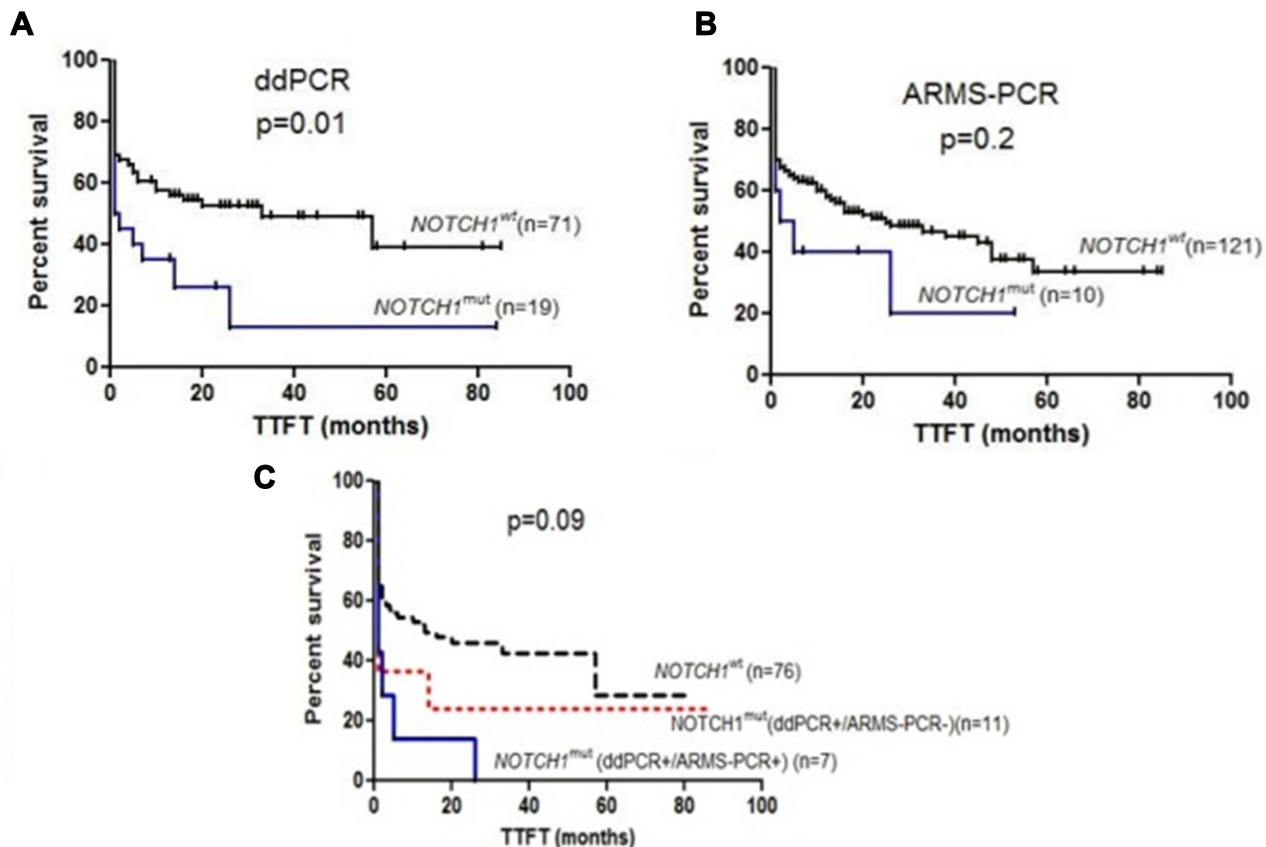 A
ddPCR
p=0.01
100
80
60
40
20
0
Percent survival
NOTCH1wt(n=71)
NOTCH1mut (n=19)
0 20 40 60 80 100
TTFT (months)
B
ARMS-PCR
p=0.2
100
80
60
40
20
0
Percent survival
NOTCH1wt(n=121)
NOTCH1mut (n=10)
0 20 40 60 80 100
TTFT (months)
C
p=0.09
100
80
60
40
20
0
Percent survival
NOTCH1wt (n=76)
NOTCH1mut(ddPCR+/ARMS-PCR-)(n=11)
NOTCH1mut (ddPCR+/ARMS-PCR+) (n=7)
0 20 40 60 80 100
TTFT (months)